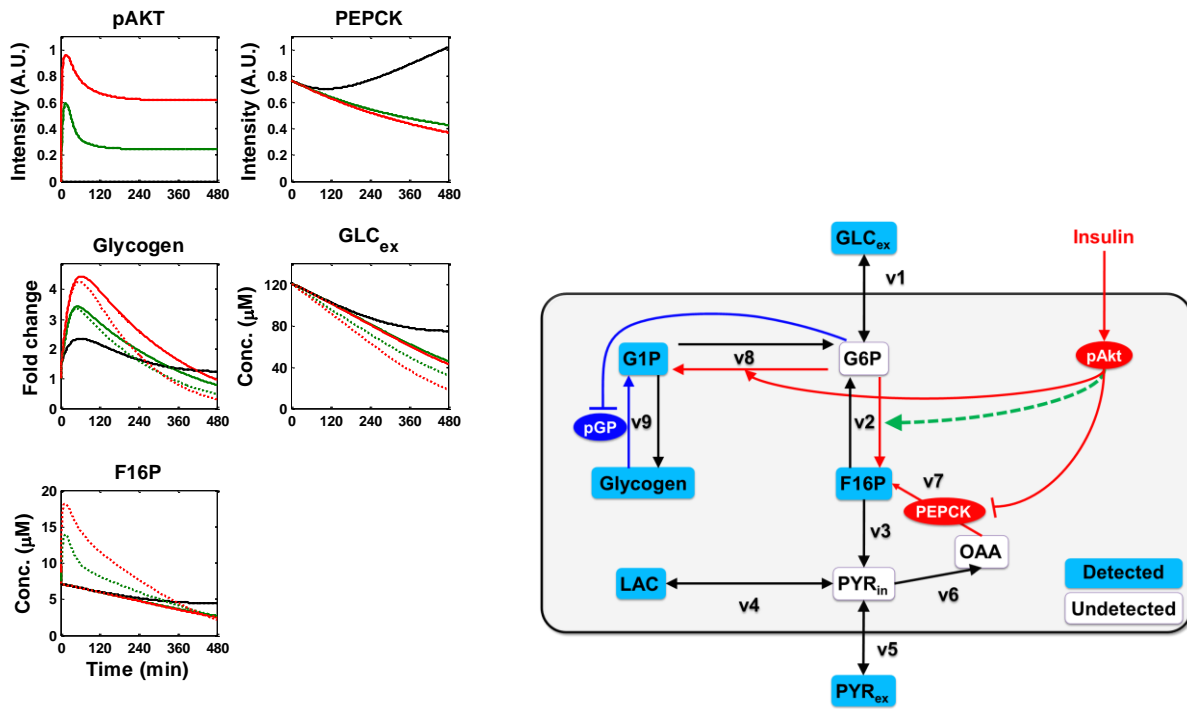 pAKT
PEPCK
Intensity (A.U.)
1
0.8
0.6
0.4
0.2
0
0 120 240 360 480
Intensity (A.U.)
1
0.8
0.6
0.4
0.2
0
0 120 240 360 480
Glycogen
GLCex
Fold change
4
3
2
1
0
0 120 240 360 480
Conc. (μM)
120
80
40
0
0 120 240 360 480
F16P
Conc. (μM)
20
15
10
5
0
0 120 240 360 480
Time (min)
GLCex
Insulin
v1
G1P
v8
G6P
pAkt
pGP
v9
v2
Glycogen
F16P
v7
PEPCK
v3
OAA
LAC
v4
PYRin
v6
Detected
Undetected
v5
PYRex